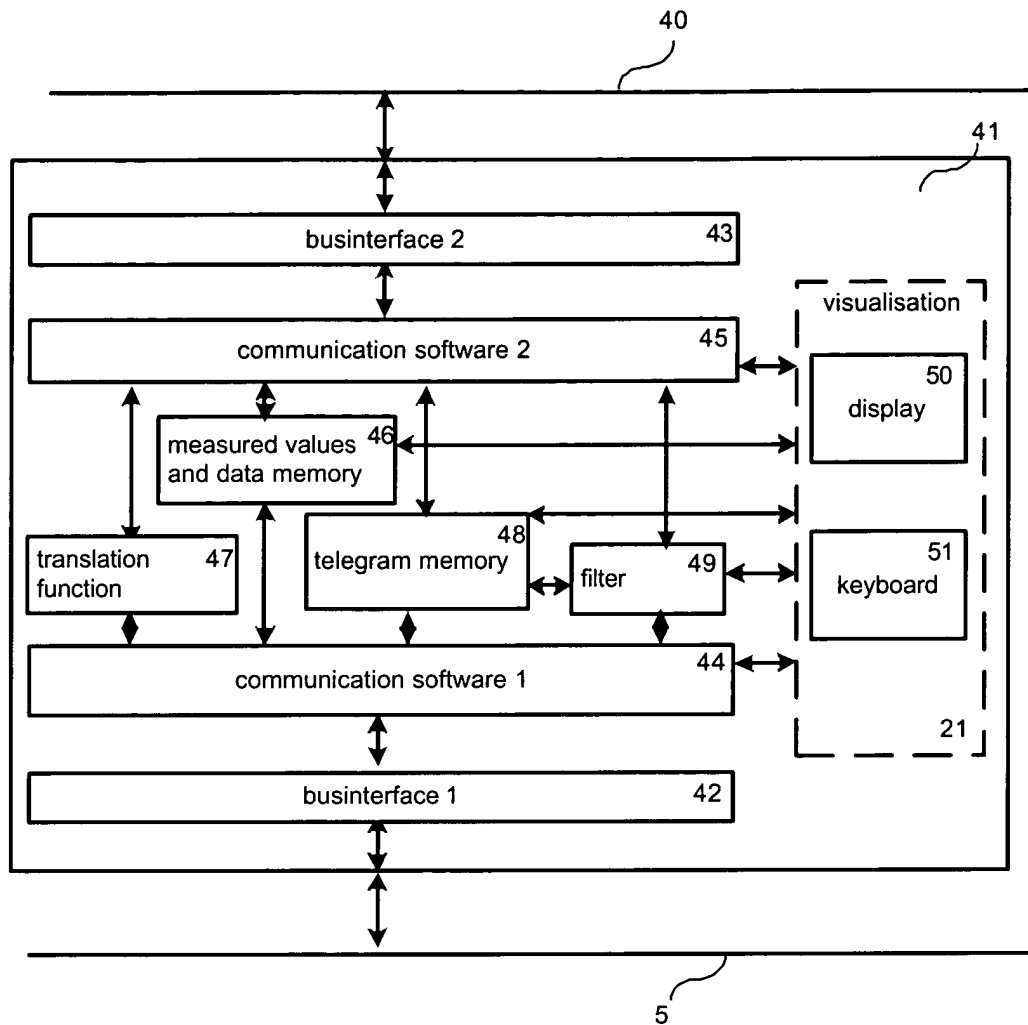 40
41
businterface 2
43
visualisation
communication software 2
45
50
display
measured values
and data memory
46
telegram memory
48
translation
function
47
filter
49
51
keyboard
communication software 1
44
21
businterface 1
42
5